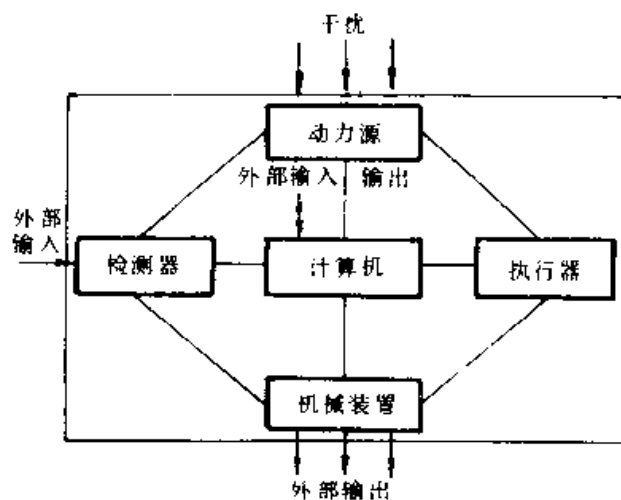 干扰
动力源
外部输入 输出
外部
输入
检测器 计算机 执行器
机械装置
外部输出